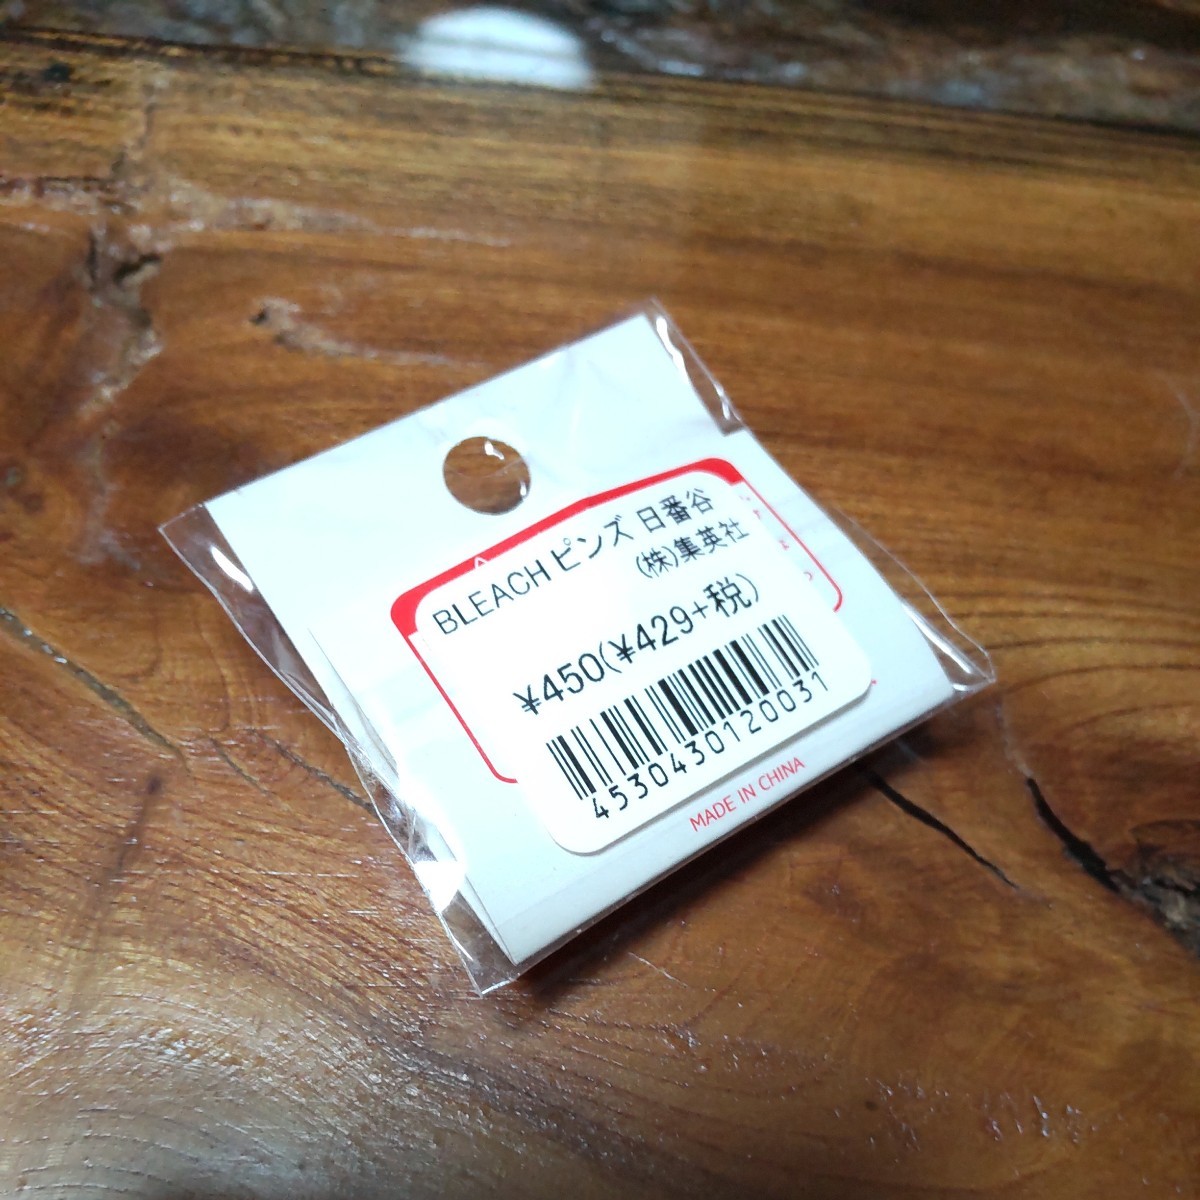 BLEACH ピンズ 日番谷
(株)集英社
¥450(¥429+税)
4530430120031
MADE IN CHINA